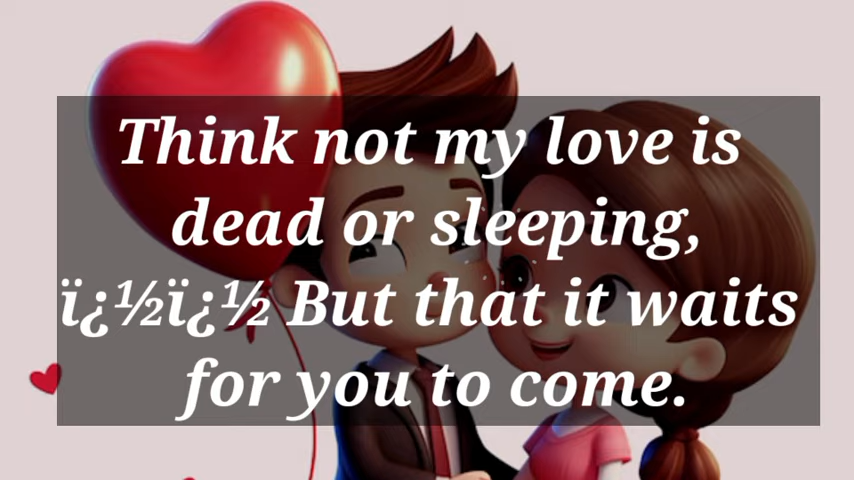 Think not my love is
dead or sleeping,
ï¿½ï¿½ But that it waits
for you to come.